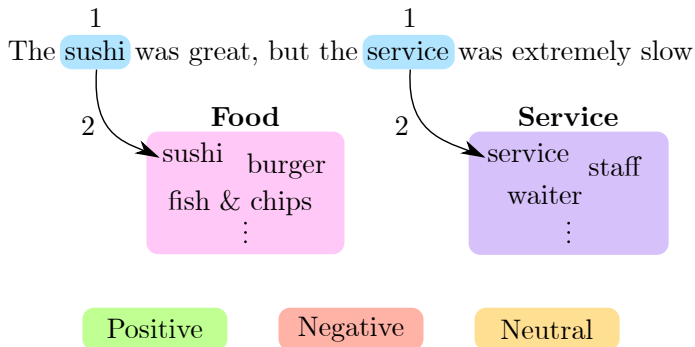 1 1
The sushi was great, but the service was extremely slow
2 2
Food Service
sushi burger service staff
fish & chips waiter
⋮ ⋮
Positive Negative Neutral